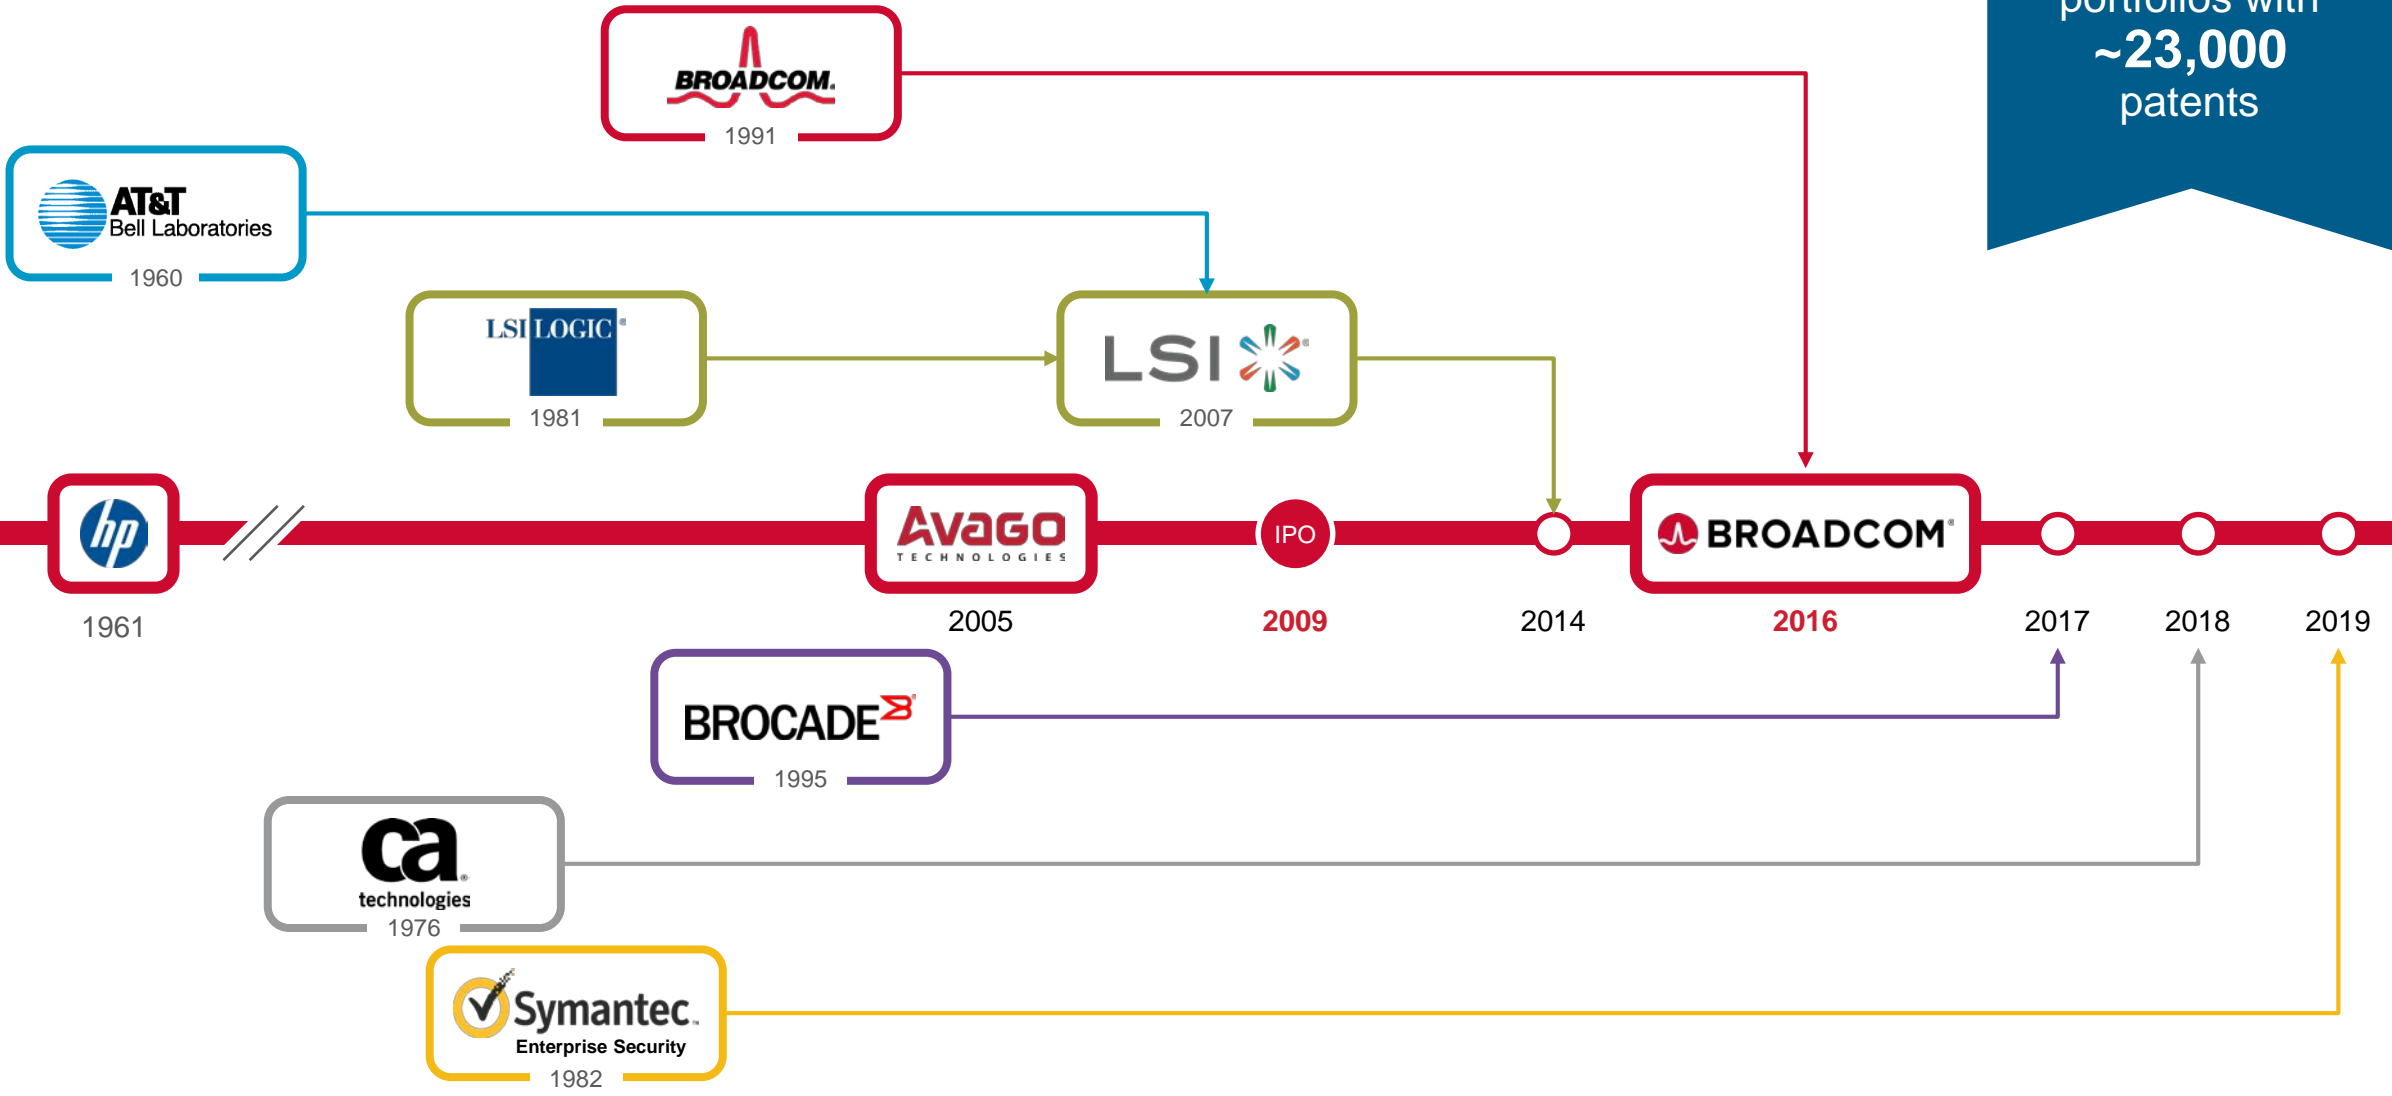 portfolios with
~23,000
patents
BROADCOM.
1991
AT&T
Bell Laboratories
1960
LSI LOGIC ®
1981
LSI
2007
hp
1961
AVAGO
TECHNOLOGIES
2005
IPO
2009
2014
BROADCOM®
2016
2017
2018
2019
BROCADE
1995
ca
technologies
1976
Symantec™
Enterprise Security
1982